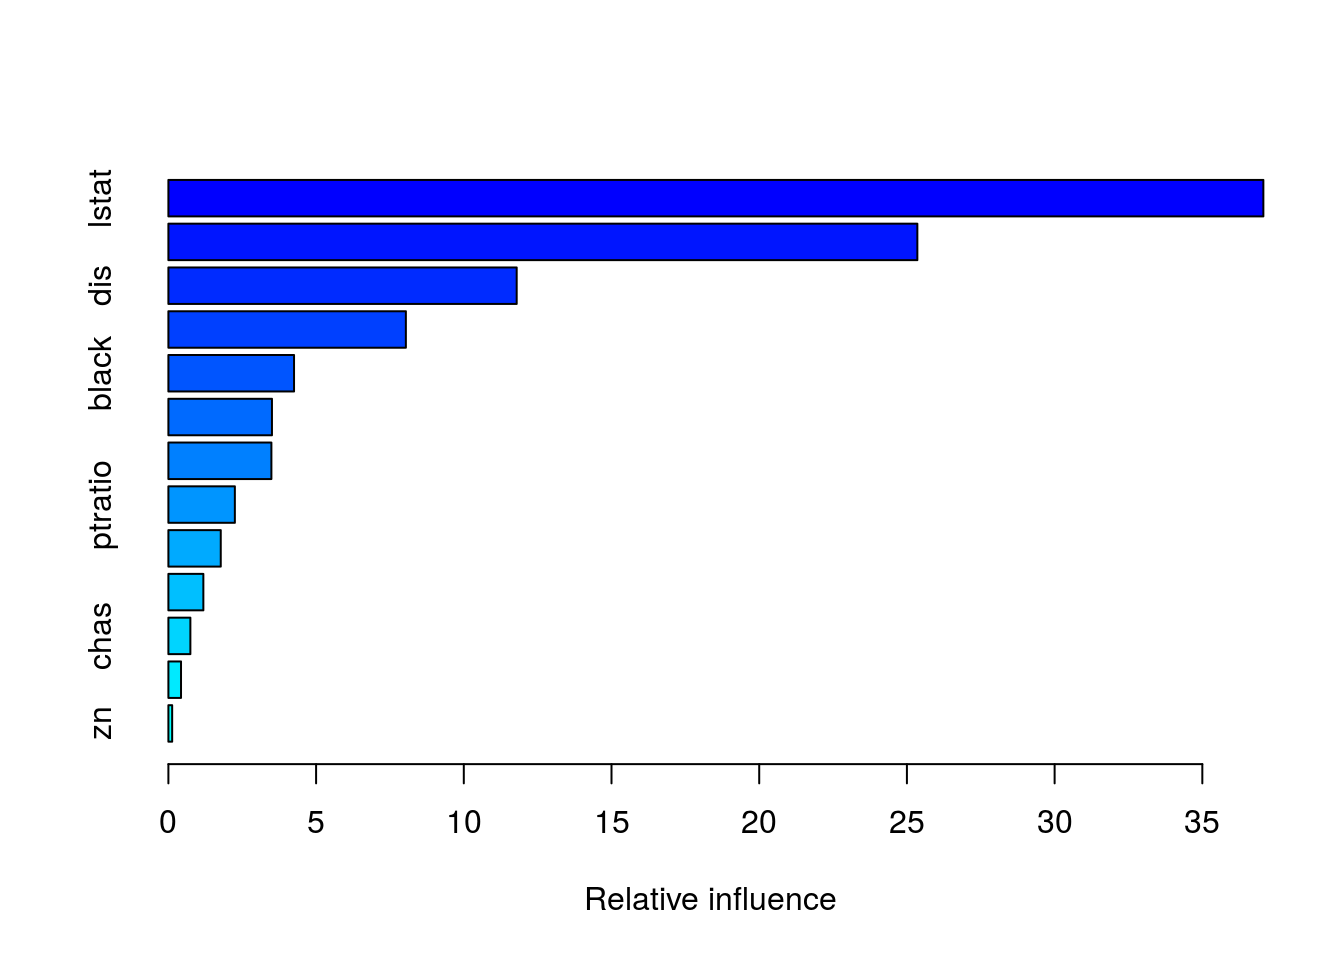 lstat
dis
black
ptratio
chas
zn
0 5 10 15 20 25 30 35
Relative influence